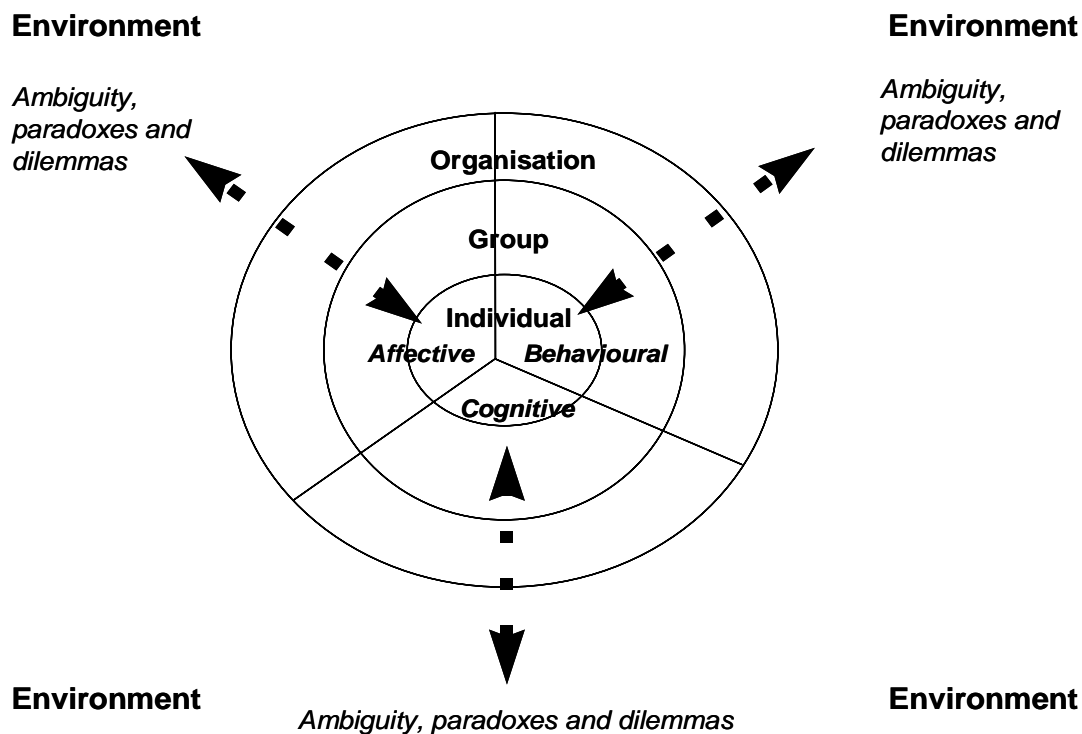 Environment
Environment
Ambiguity,
paradoxes and
dilemmas
Ambiguity,
paradoxes and
dilemmas
Organisation
Group
Individual
Affective
Behavioural
Cognitive
Environment
Environment
Ambiguity, paradoxes and dilemmas